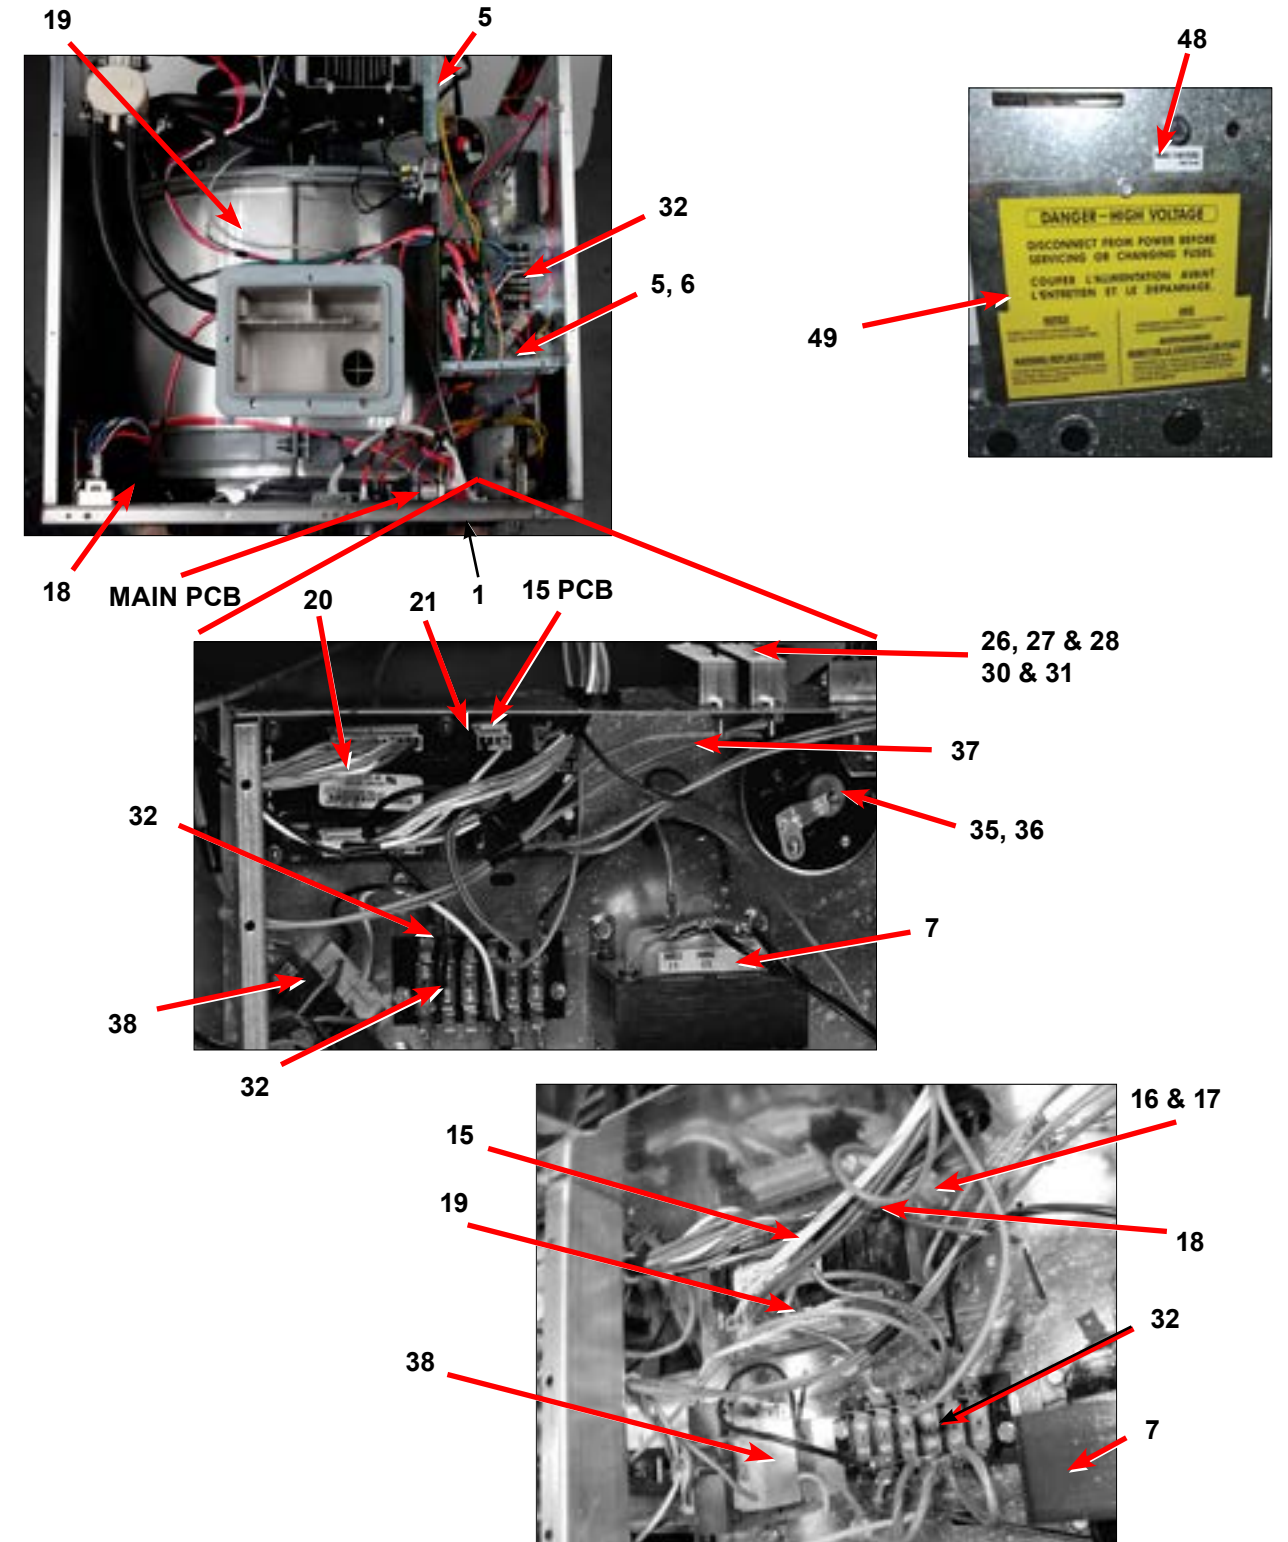 19
5
48
32
5, 6
DANGER-HIGH VOLTAGE
DISCONNECT FROM POWER BEFORE
SERVICING OR CHANGING FUSES.
COUPER L'ALIMENTATION AVANT
L'ENTRETIEN ET LE DEPANNAGE.
49
18
MAIN PCB
20
21
1
15 PCB
26, 27 & 28
30 & 31
37
32
35, 36
7
38
32
16 & 17
15
19
18
32
38
7